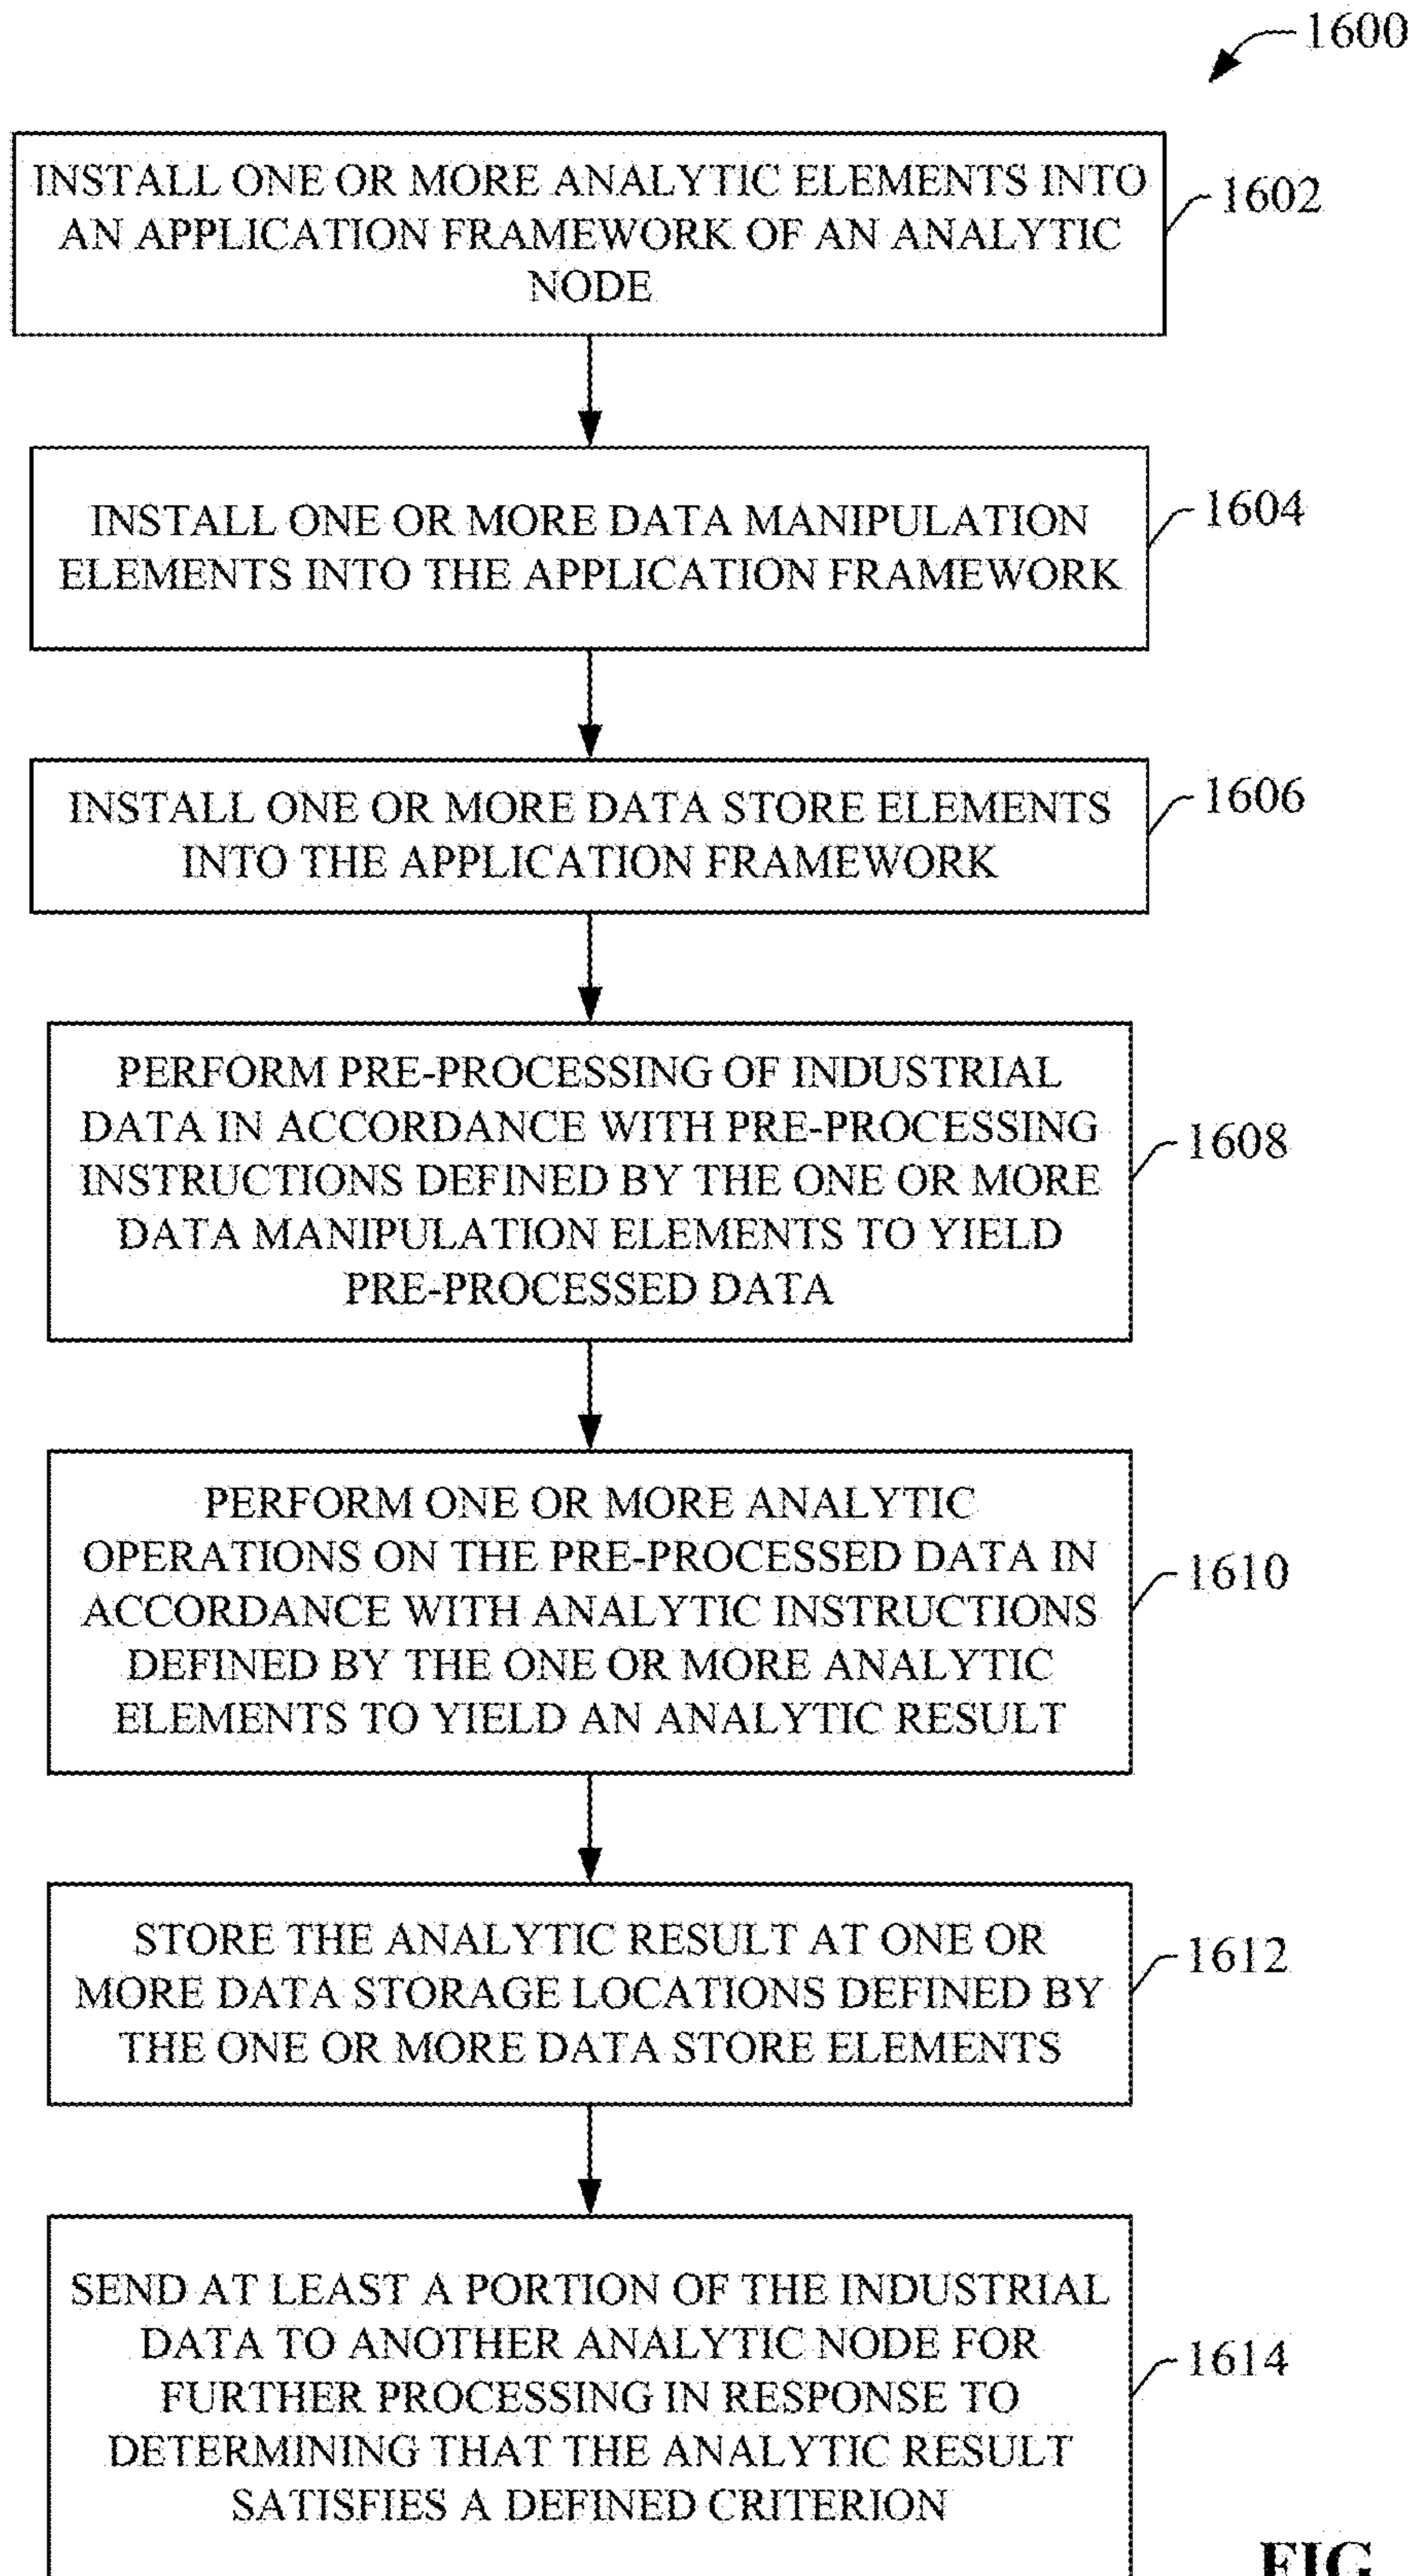 1600
INSTALL ONE OR MORE ANALYTIC ELEMENTS INTO
AN APPLICATION FRAMEWORK OF AN ANALYTIC
NODE
1602
INSTALL ONE OR MORE DATA MANIPULATION
ELEMENTS INTO THE APPLICATION FRAMEWORK
1604
INSTALL ONE OR MORE DATA STORE ELEMENTS
INTO THE APPLICATION FRAMEWORK
1606
PERFORM PRE-PROCESSING OF INDUSTRIAL
DATA IN ACCORDANCE WITH PRE-PROCESSING
INSTRUCTIONS DEFINED BY THE ONE OR MORE
DATA MANIPULATION ELEMENTS TO YIELD
PRE-PROCESSED DATA
1608
PERFORM ONE OR MORE ANALYTIC
OPERATIONS ON THE PRE-PROCESSED DATA IN
ACCORDANCE WITH ANALYTIC INSTRUCTIONS
DEFINED BY THE ONE OR MORE ANALYTIC
ELEMENTS TO YIELD AN ANALYTIC RESULT
1610
STORE THE ANALYTIC RESULT AT ONE OR
MORE DATA STORAGE LOCATIONS DEFINED BY
THE ONE OR MORE DATA STORE ELEMENTS
1612
SEND AT LEAST A PORTION OF THE INDUSTRIAL
DATA TO ANOTHER ANALYTIC NODE FOR
FURTHER PROCESSING IN RESPONSE TO
DETERMINING THAT THE ANALYTIC RESULT
SATISFIES A DEFINED CRITERION
1614
FIG